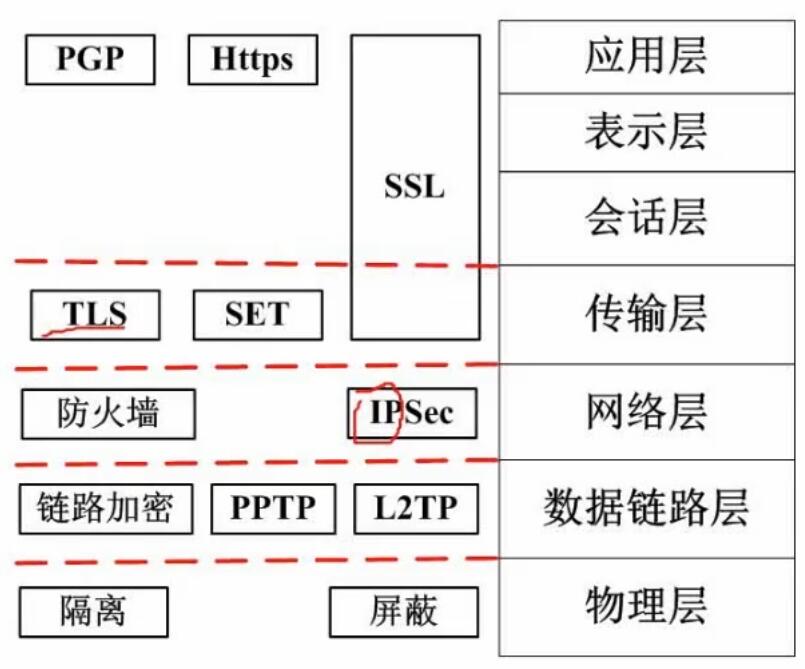 PGP Https 应用层
表示层
SSL
会话层
TLS SET 传输层
防火墙 IPSec 网络层
链路加密 PPTP L2TP 数据链路层
隔离 屏蔽 物理层